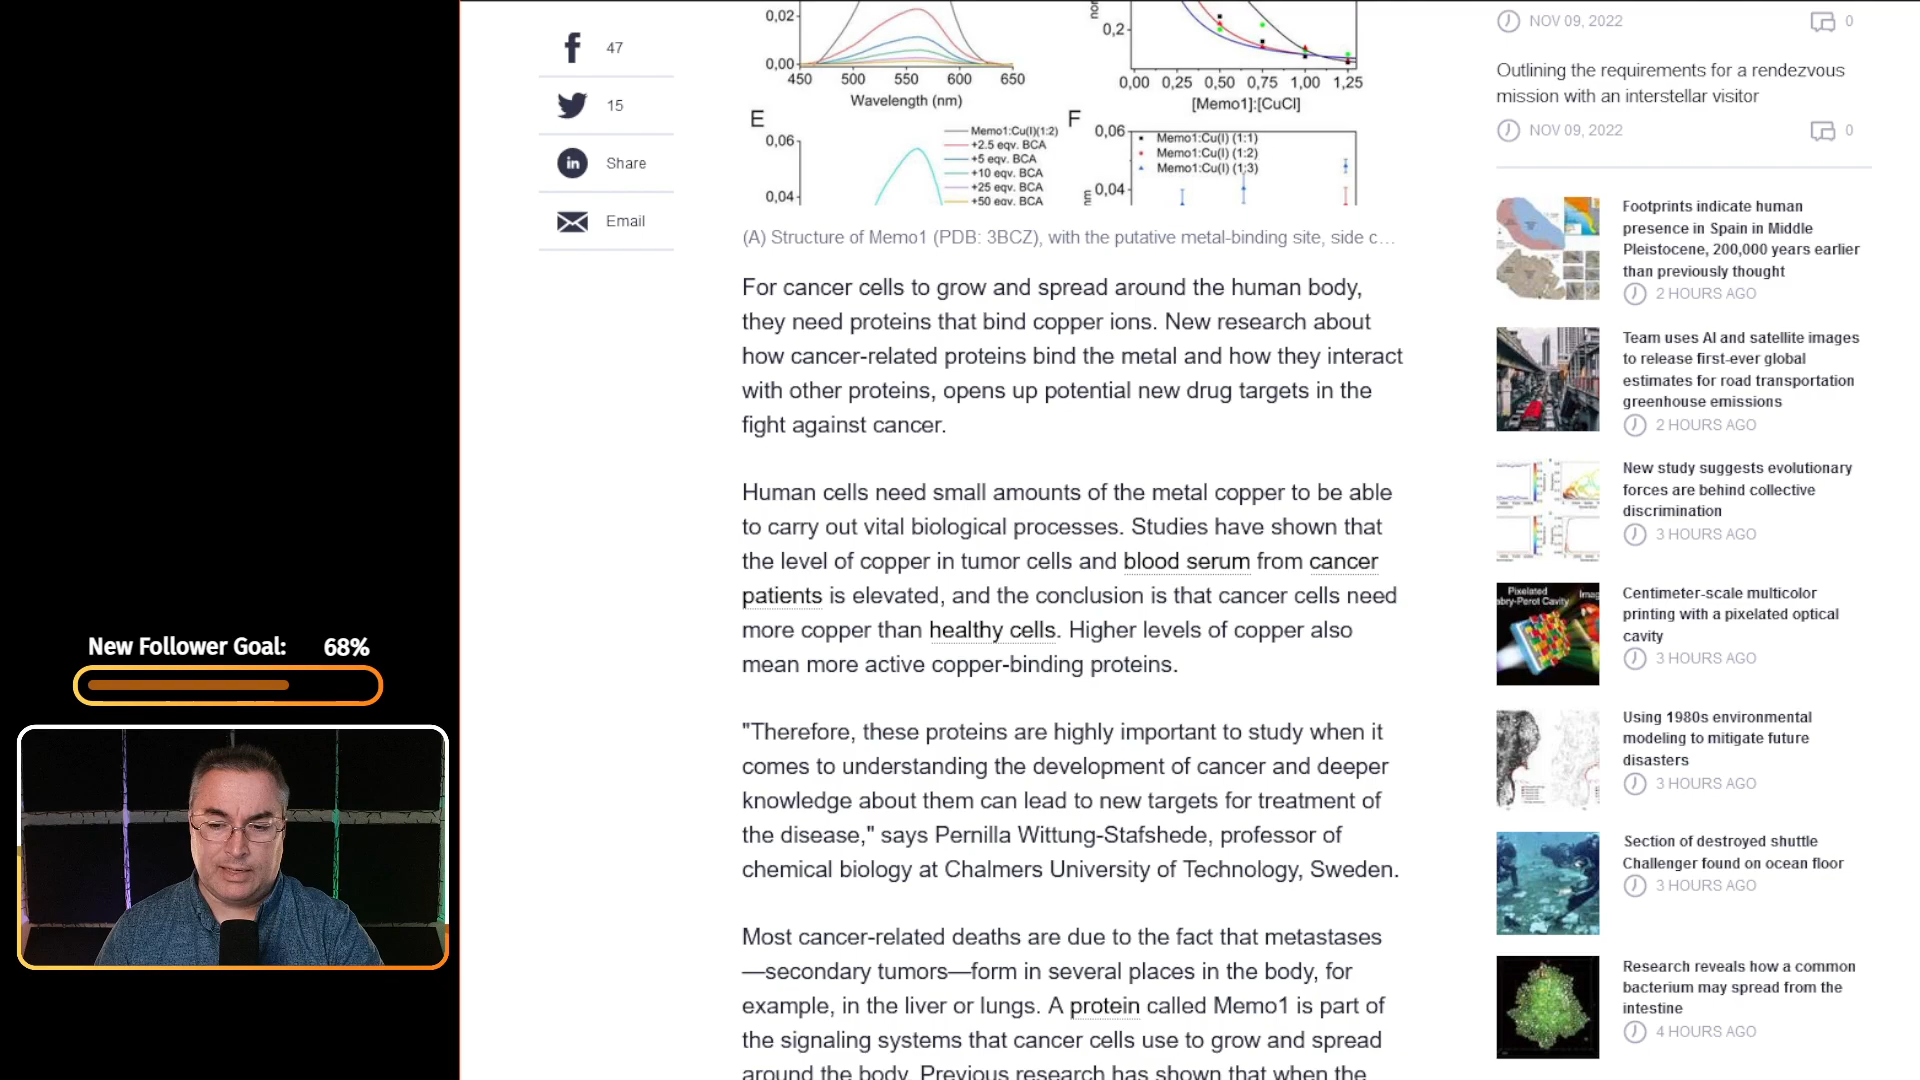 47
15
Share
Email
New Follower Goal: 68%
0,02
0,00
450 500 550 600 650
Wavelength (nm)
0,2
0,00 0,25 0,50 0,75 1,00 1,25
[Memo1]:[CuCl]
E
0,06
0,04
Memo1:Cu(I)(1:2)
+2.5 eqv. BCA
+5 eqv. BCA
+10 eqv. BCA
+25 eqv. BCA
+50 eqv. BCA
F
0,06
0,04
nm
Memo1:Cu(I) (1:1)
Memo1:Cu(I) (1:2)
Memo1:Cu(I) (1:3)
(A) Structure of Memo1 (PDB: 3BCZ), with the putative metal-binding site, side c...
For cancer cells to grow and spread around the human body,
they need proteins that bind copper ions. New research about
how cancer-related proteins bind the metal and how they interact
with other proteins, opens up potential new drug targets in the
fight against cancer.
Human cells need small amounts of the metal copper to be able
to carry out vital biological processes. Studies have shown that
the level of copper in tumor cells and blood serum from cancer
patients is elevated, and the conclusion is that cancer cells need
more copper than healthy cells. Higher levels of copper also
mean more active copper-binding proteins.
"Therefore, these proteins are highly important to study when it
comes to understanding the development of cancer and deeper
knowledge about them can lead to new targets for treatment of
the disease," says Pernilla Wittung-Stafshede, professor of
chemical biology at Chalmers University of Technology, Sweden.
Most cancer-related deaths are due to the fact that metastases
—secondary tumors—form in several places in the body, for
example, in the liver or lungs. A protein called Memo1 is part of
the signaling systems that cancer cells use to grow and spread
around the body. Previous research has shown that when the
NOV 09, 2022 0
Outlining the requirements for a rendezvous
mission with an interstellar visitor
NOV 09, 2022 0
Footprints indicate human
presence in Spain in Middle
Pleistocene, 200,000 years earlier
than previously thought
2 HOURS AGO
Team uses AI and satellite images
to release first-ever global
estimates for road transportation
greenhouse emissions
2 HOURS AGO
New study suggests evolutionary
forces are behind collective
discrimination
3 HOURS AGO
Pixelated
abry-Perot Cavity Imag
Centimeter-scale multicolor
printing with a pixelated optical
cavity
3 HOURS AGO
Using 1980s environmental
modeling to mitigate future
disasters
3 HOURS AGO
Section of destroyed shuttle
Challenger found on ocean floor
3 HOURS AGO
Research reveals how a common
bacterium may spread from the
intestine
4 HOURS AGO